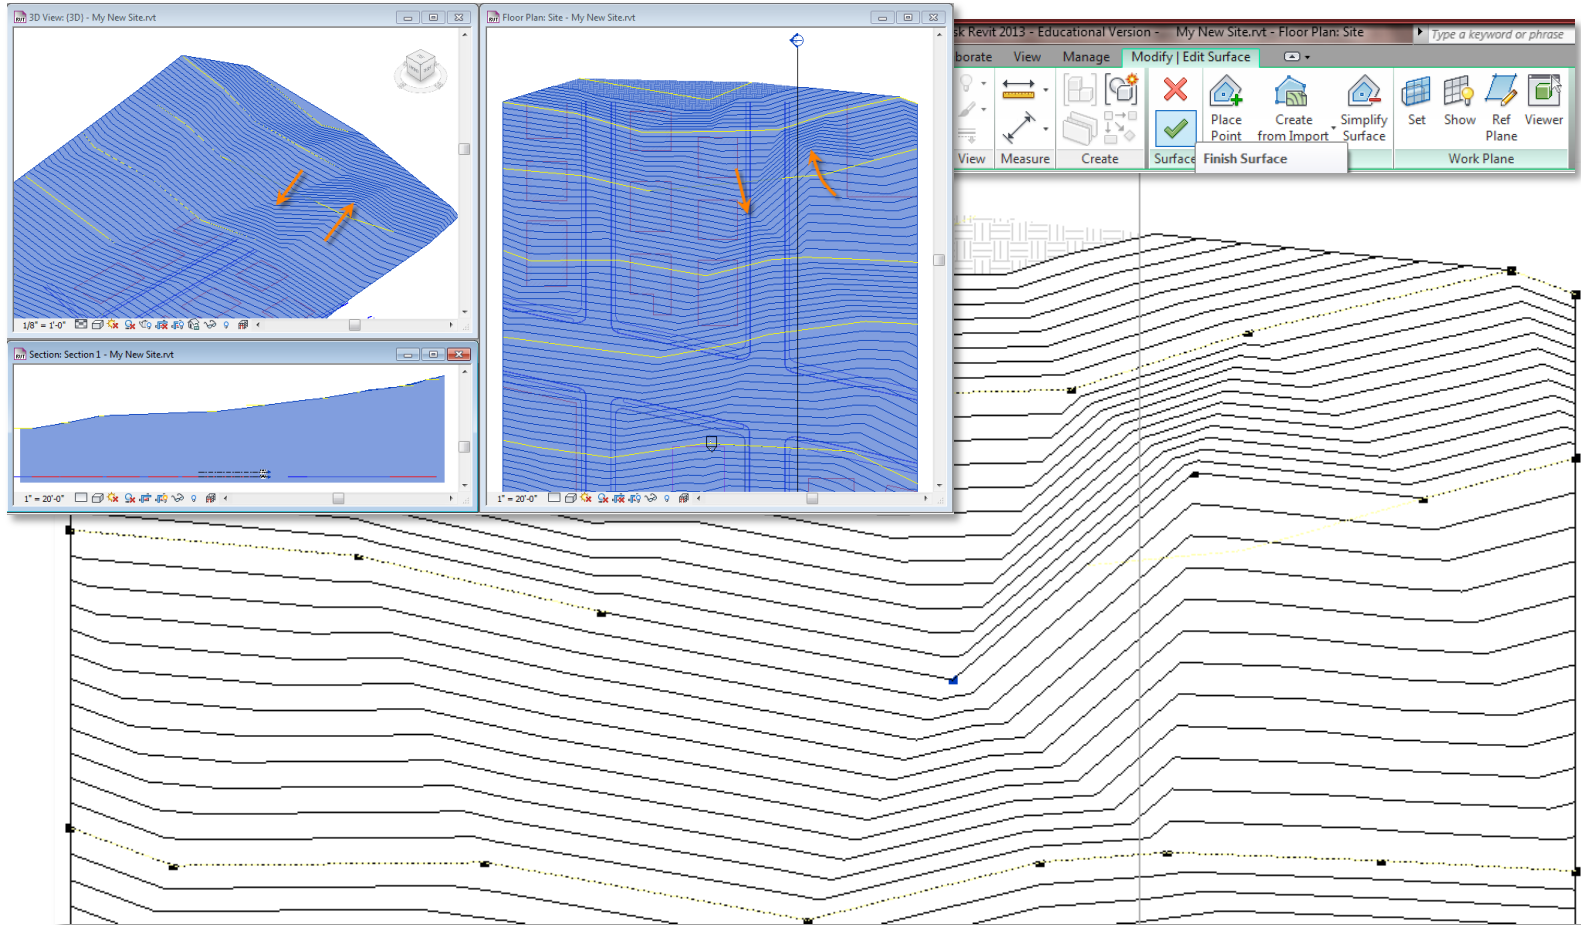 3D View: {3D} - My New Site.rvt
1/8" = 1'-0"
Section: Section 1 - My New Site.rvt
1" = 20'-0"
Floor Plan: Site - My New Site.rvt
1" = 20'-0"
sk Revit 2013 - Educational Version - My New Site.rvt - Floor Plan: Site
Type a keyword or phrase
borate View Manage Modify | Edit Surface
Place Point
Create from Import
Simplify Surface
Set
Show
Ref Plane
Viewer
View Measure Create Surface Work Plane
Finish Surface